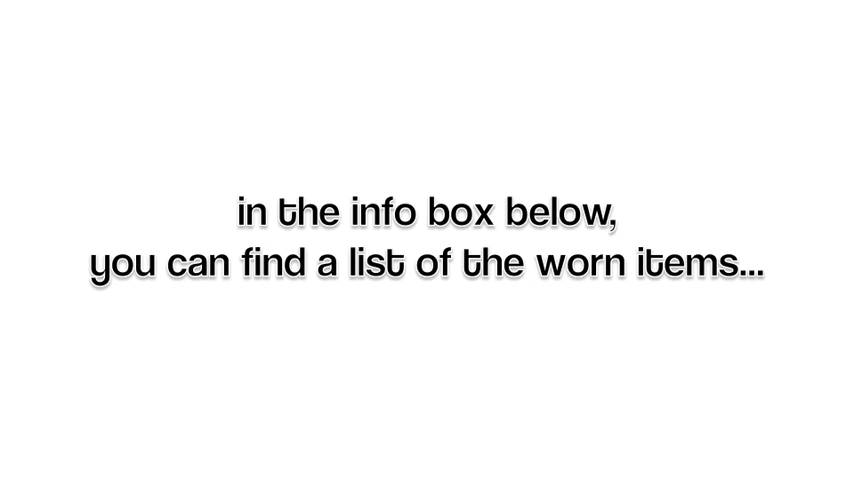 in the info box below,
you can find a list of the worn items...